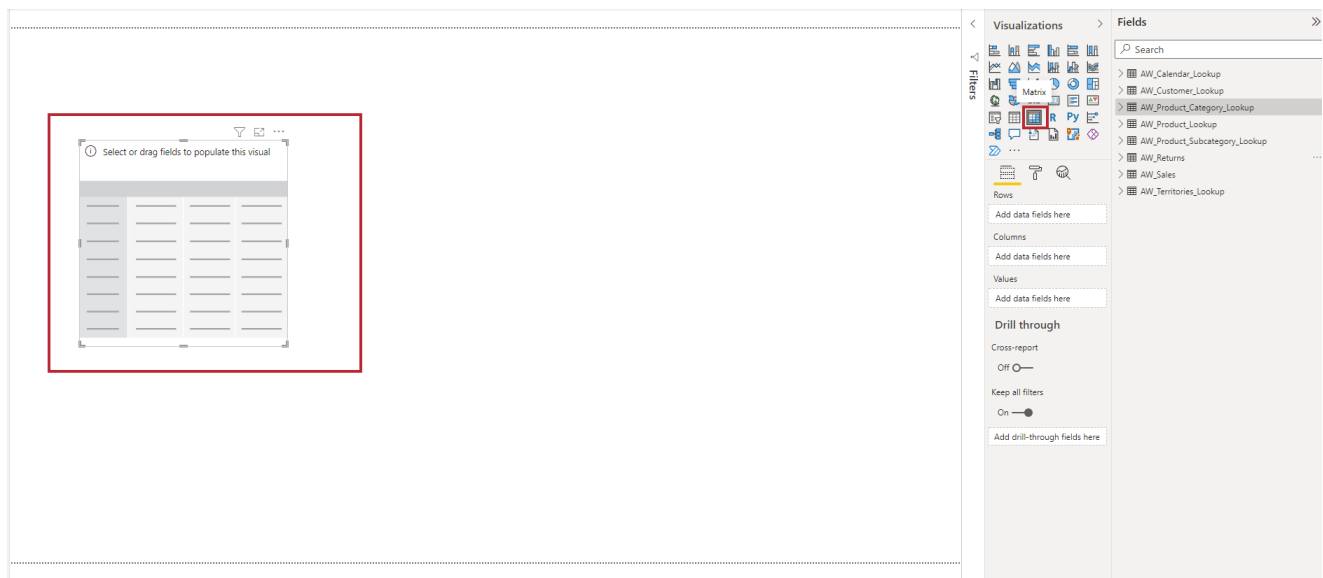 Visualizations
Fields
Search
Filters
Matrix
R
Py
AW_Calendar_Lookup
AW_Customer_Lookup
AW_Product_Category_Lookup
AW_Product_Lookup
AW_Product_Subcategory_Lookup
AW_Returns
AW_Sales
AW_Territories_Lookup
Select or drag fields to populate this visual
Rows
Add data fields here
Columns
Add data fields here
Values
Add data fields here
Drill through
Cross-report
Off
Keep all filters
On
Add drill-through fields here